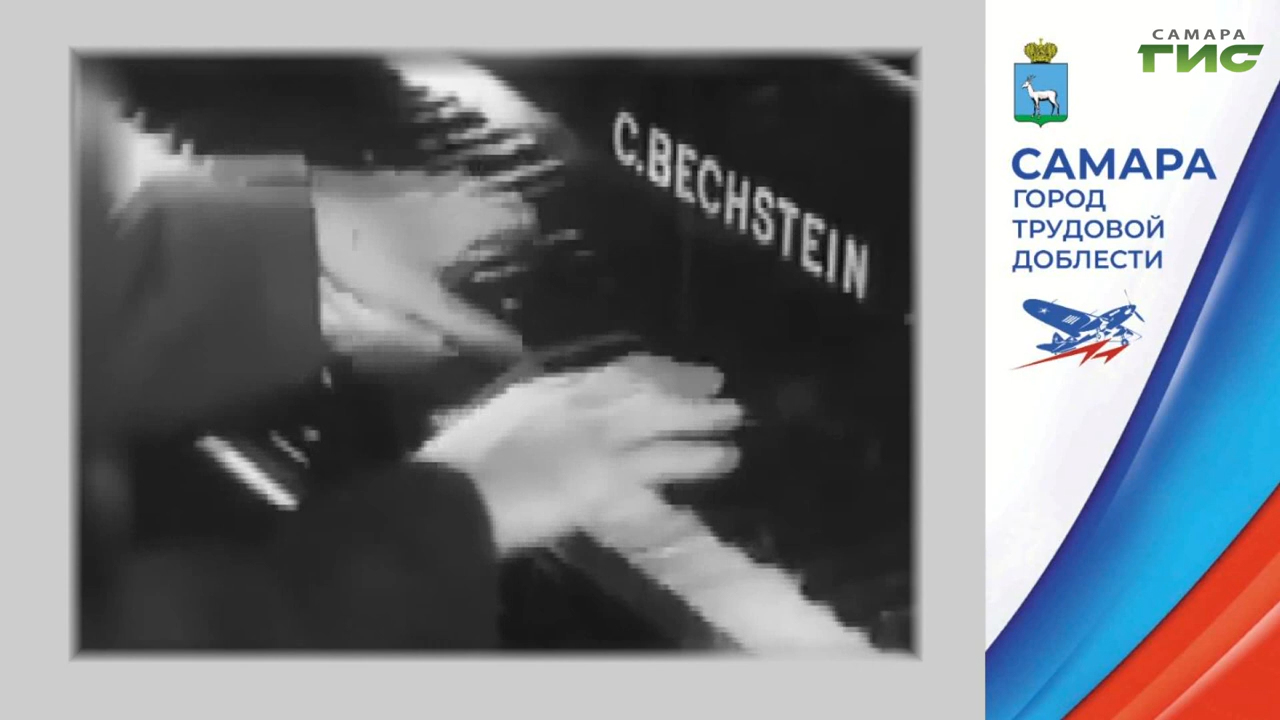 C.BECHSTEIN
САМАРА
ГИС
САМАРА
ГОРОД
ТРУДОВОЙ
ДОБЛЕСТИ